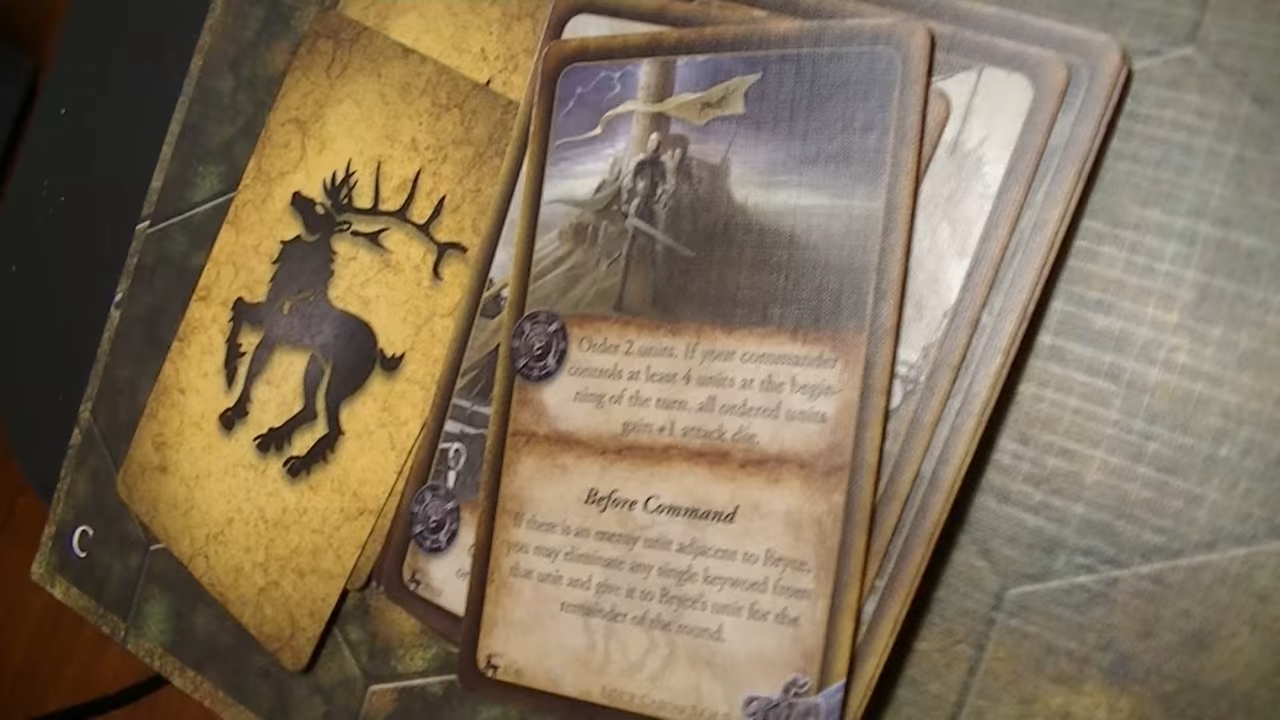 Order 2 units. If your commander
controls at least 4 units at the begin-
ning of the turn, all ordered units
gain +1 attack die.
Before Command
If there is an enemy unit adjacent to Bryce,
you may eliminate any single keyword from
that unit and give it to Bryce's unit for the
remainder of the round.
C